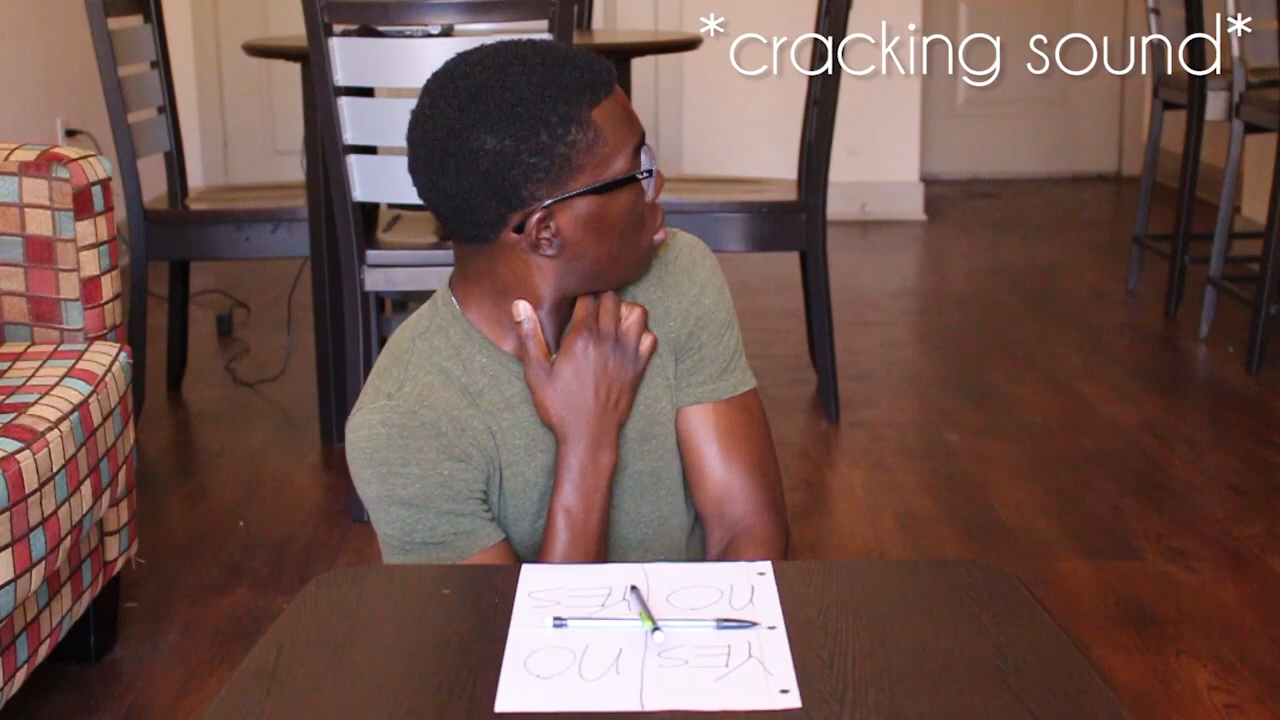 *cracking sound*
YES NO
NO YES